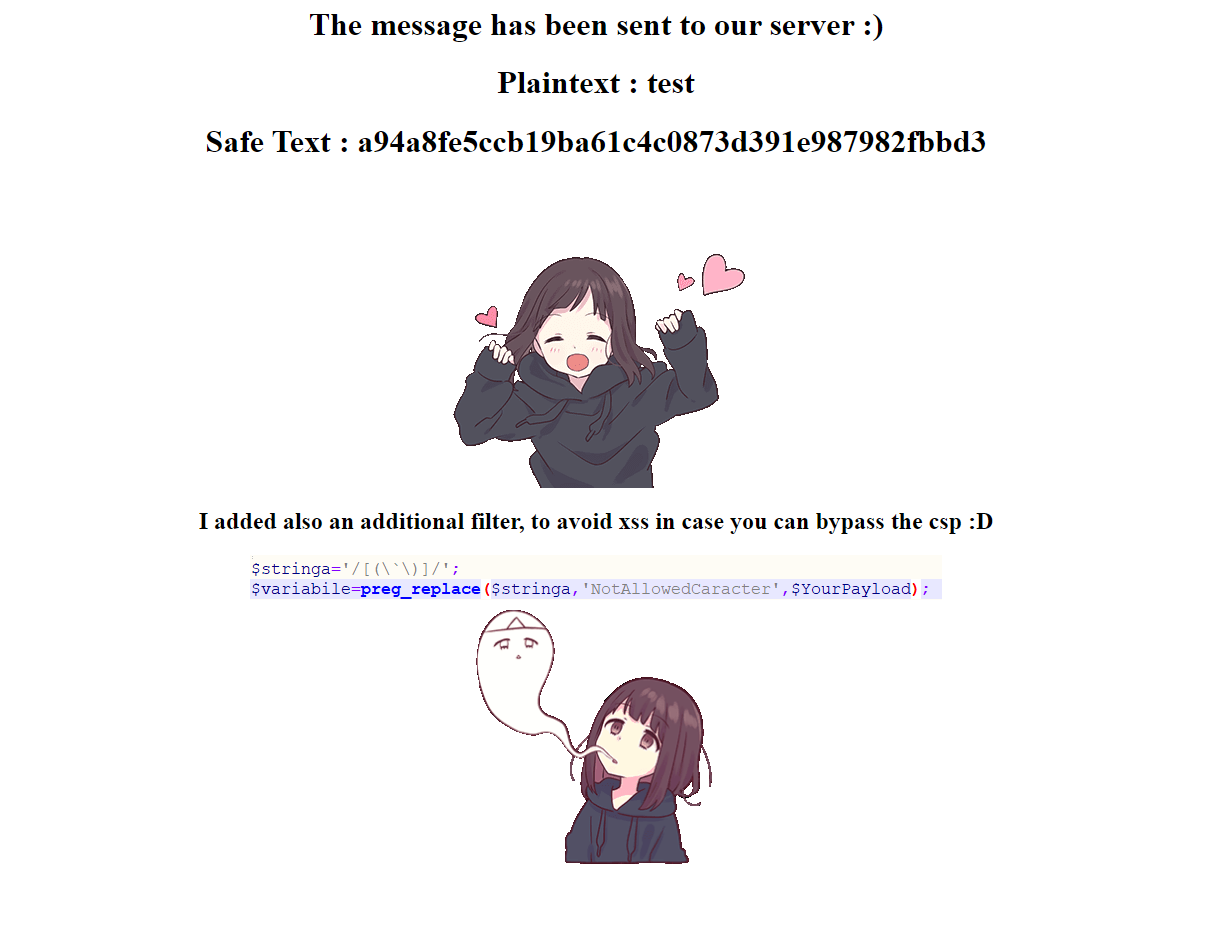 The message has been sent to our server :)
Plaintext : test
Safe Text : a94a8fe5ccb19ba61c4c0873d391e987982fbbd3
I added also an additional filter, to avoid xss in case you can bypass the csp :D
$stringa='/[(\`\)]/';
$variabile=preg_replace($stringa,'NotAllowedCaracter',$YourPayload);